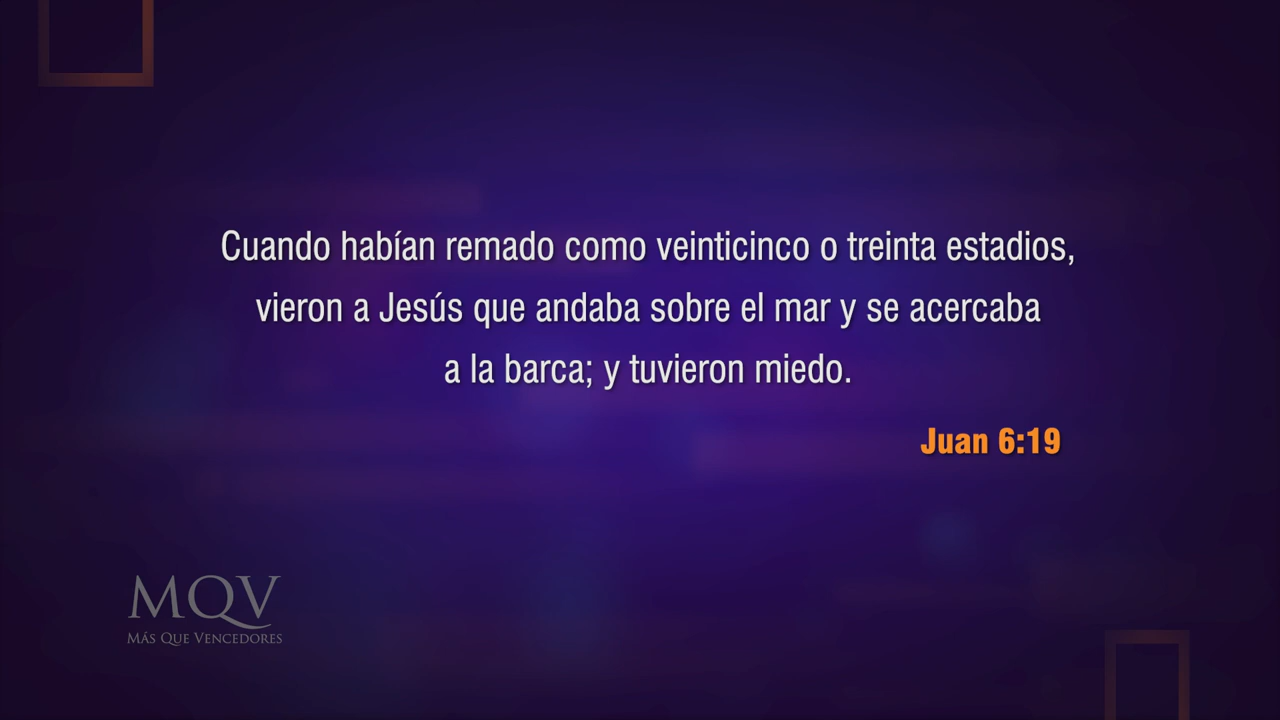 Cuando habían remado como veinticinco o treinta estadios,
vieron a Jesús que andaba sobre el mar y se acercaba
a la barca; y tuvieron miedo.
Juan 6:19
MQV
MÁS QUE VENCEDORES